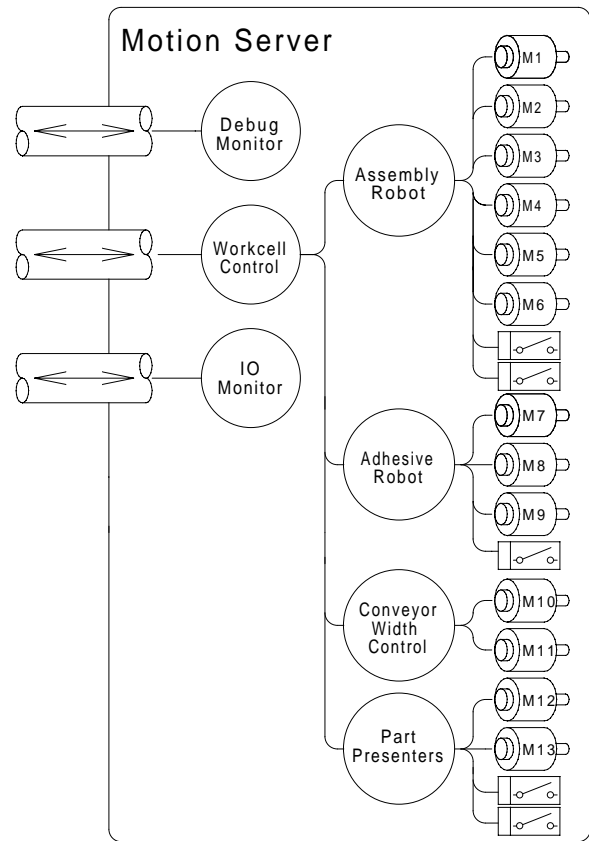 Motion Server
Debug
Monitor
Workcell
Control
IO
Monitor
Assembly
Robot
M1
M2
M3
M4
M5
M6
Adhesive
Robot
M7
M8
M9
Conveyor
Width
Control
M10
M11
Part
Presenters
M12
M13